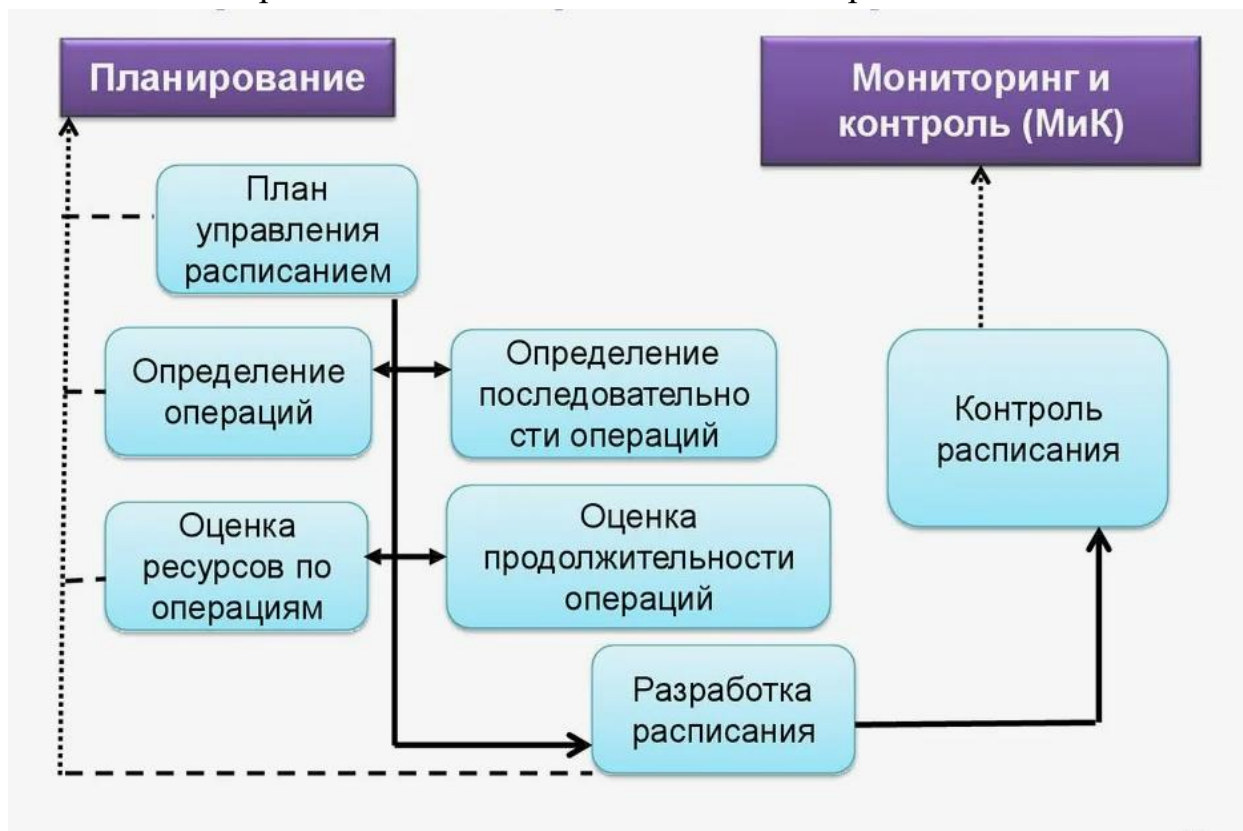 Планирование
Мониторинг и
контроль (МиК)
План
управления
расписанием
Определение
операций
Определение
последовательно
сти операций
Контроль
расписания
Оценка
ресурсов по
операциям
Оценка
продолжительности
операций
Разработка
расписания